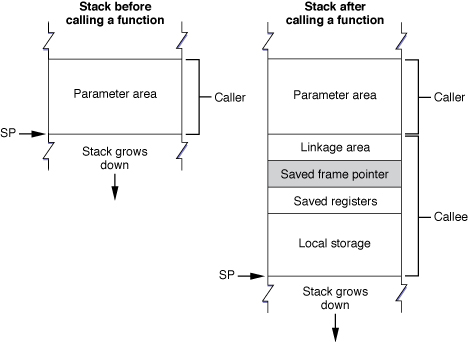 Stack before
calling a function
Parameter area
Caller
SP
Stack grows
down
Stack after
calling a function
Parameter area
Caller
Linkage area
Saved frame pointer
Saved registers
Callee
Local storage
SP
Stack grows
down